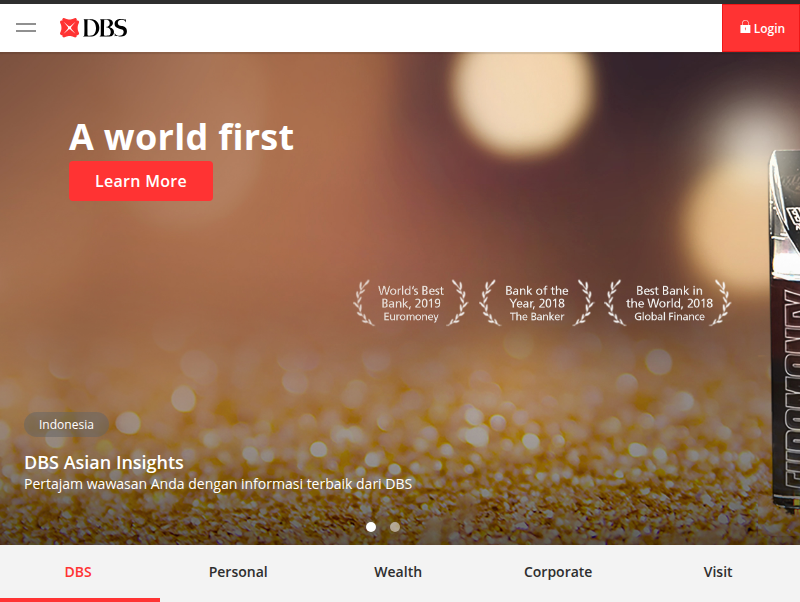 DBS
Login
A world first
Learn More
World's Best
Bank, 2019
Euromoney
Bank of the
Year, 2018
The Banker
Best Bank in
the World, 2018
Global Finance
EUROMONEY
Indonesia
DBS Asian Insights
Pertajam wawasan Anda dengan informasi terbaik dari DBS
DBS
Personal
Wealth
Corporate
Visit